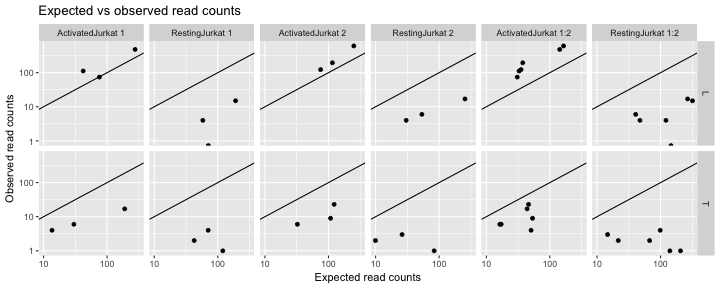 Expected vs observed read counts
ActivatedJurkat 1 RestingJurkat 1 ActivatedJurkat 2 RestingJurkat 2 ActivatedJurkat 1:2 RestingJurkat 1:2
100
10
1
L
100
10
1
T
10 100 10 100 10 100 10 100 10 100 10 100
Observed read counts
Expected read counts